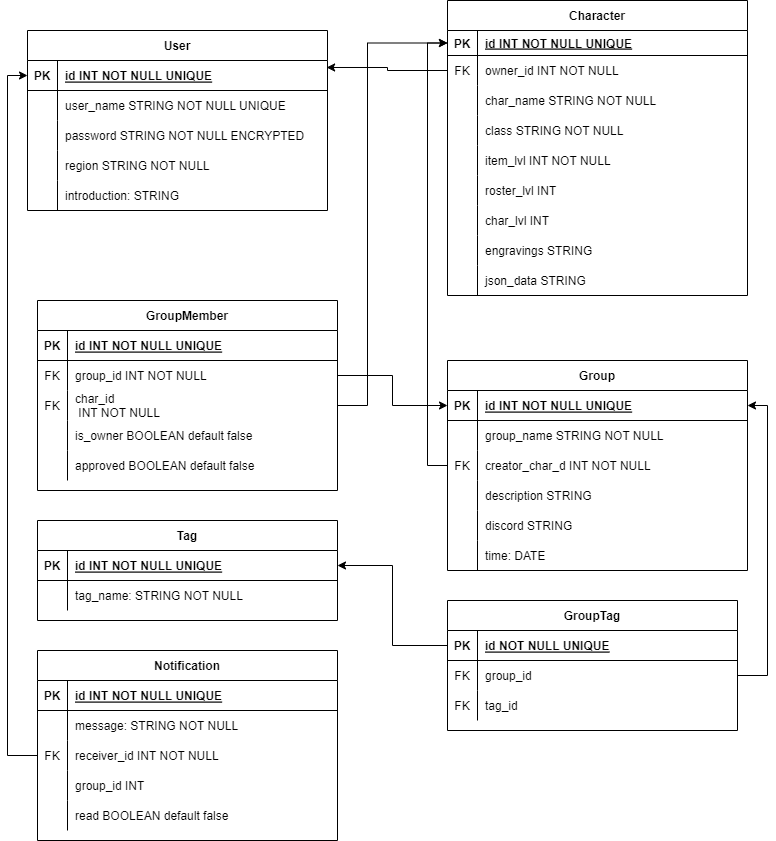 User
PK id INT NOT NULL UNIQUE
user_name STRING NOT NULL UNIQUE
password STRING NOT NULL ENCRYPTED
region STRING NOT NULL
introduction: STRING
Character
PK id INT NOT NULL UNIQUE
FK owner_id INT NOT NULL
char_name STRING NOT NULL
class STRING NOT NULL
item_lvl INT NOT NULL
roster_lvl INT
char_lvl INT
engravings STRING
json_data STRING
GroupMember
PK id INT NOT NULL UNIQUE
FK group_id INT NOT NULL
FK char_id
INT NOT NULL
is_owner BOOLEAN default false
approved BOOLEAN default false
Group
PK id INT NOT NULL UNIQUE
group_name STRING NOT NULL
FK creator_char_d INT NOT NULL
description STRING
discord STRING
time: DATE
Tag
PK id INT NOT NULL UNIQUE
tag_name: STRING NOT NULL
GroupTag
PK id NOT NULL UNIQUE
FK group_id
FK tag_id
Notification
PK id INT NOT NULL UNIQUE
message: STRING NOT NULL
FK receiver_id INT NOT NULL
group_id INT
read BOOLEAN default false